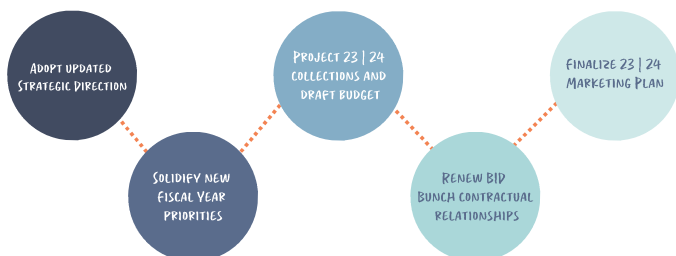 Adopt updated
Strategic Direction
Solidify new
Fiscal Year
priorities
Project 23 | 24
collections and
draft budget
Renew BID
Bunch contractual
relationships
Finalize 23 | 24
Marketing Plan